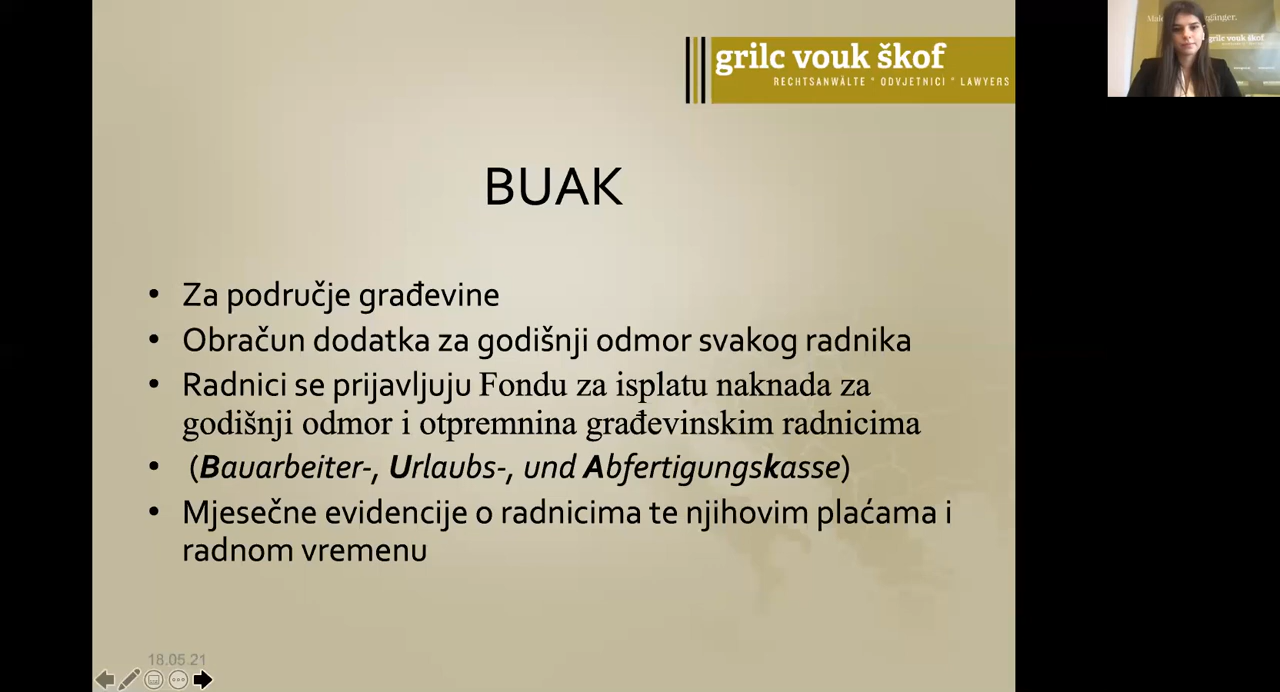 grilc vouk škof
RECHTSANWÄLTE * ODVJETNICI * LAWYERS
grilc vouk škof
BUAK
• Za područje građevine
• Obračun dodatka za godišnji odmor svakog radnika
• Radnici se prijavljuju Fondu za isplatu naknada za
godišnji odmor i otpremnina građevinskim radnicima
• (Bauarbeiter-, Urlaubs-, und Abfertigungskasse)
• Mjesečne evidencije o radnicima te njihovim plaćama i
radnom vremenu
18.05.21